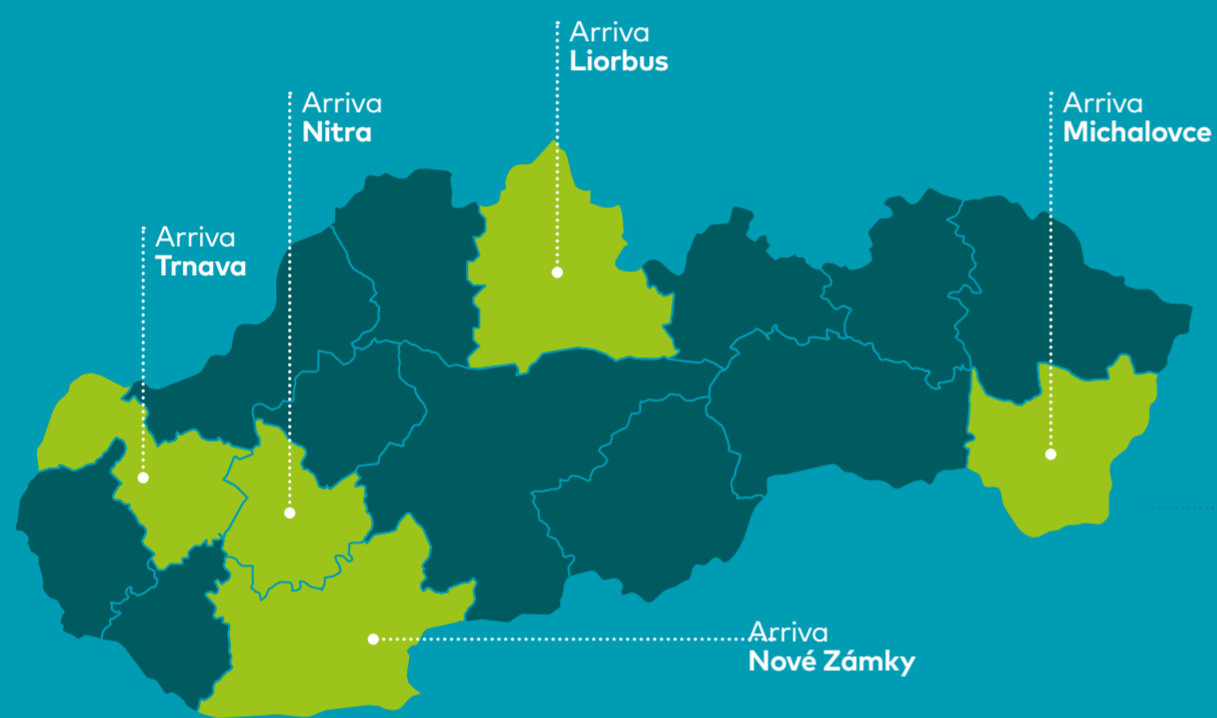 Arriva
Liorbus
Arriva
Nitra
Arriva
Michalovce
Arriva
Trnava
Arriva
Nové Zámky